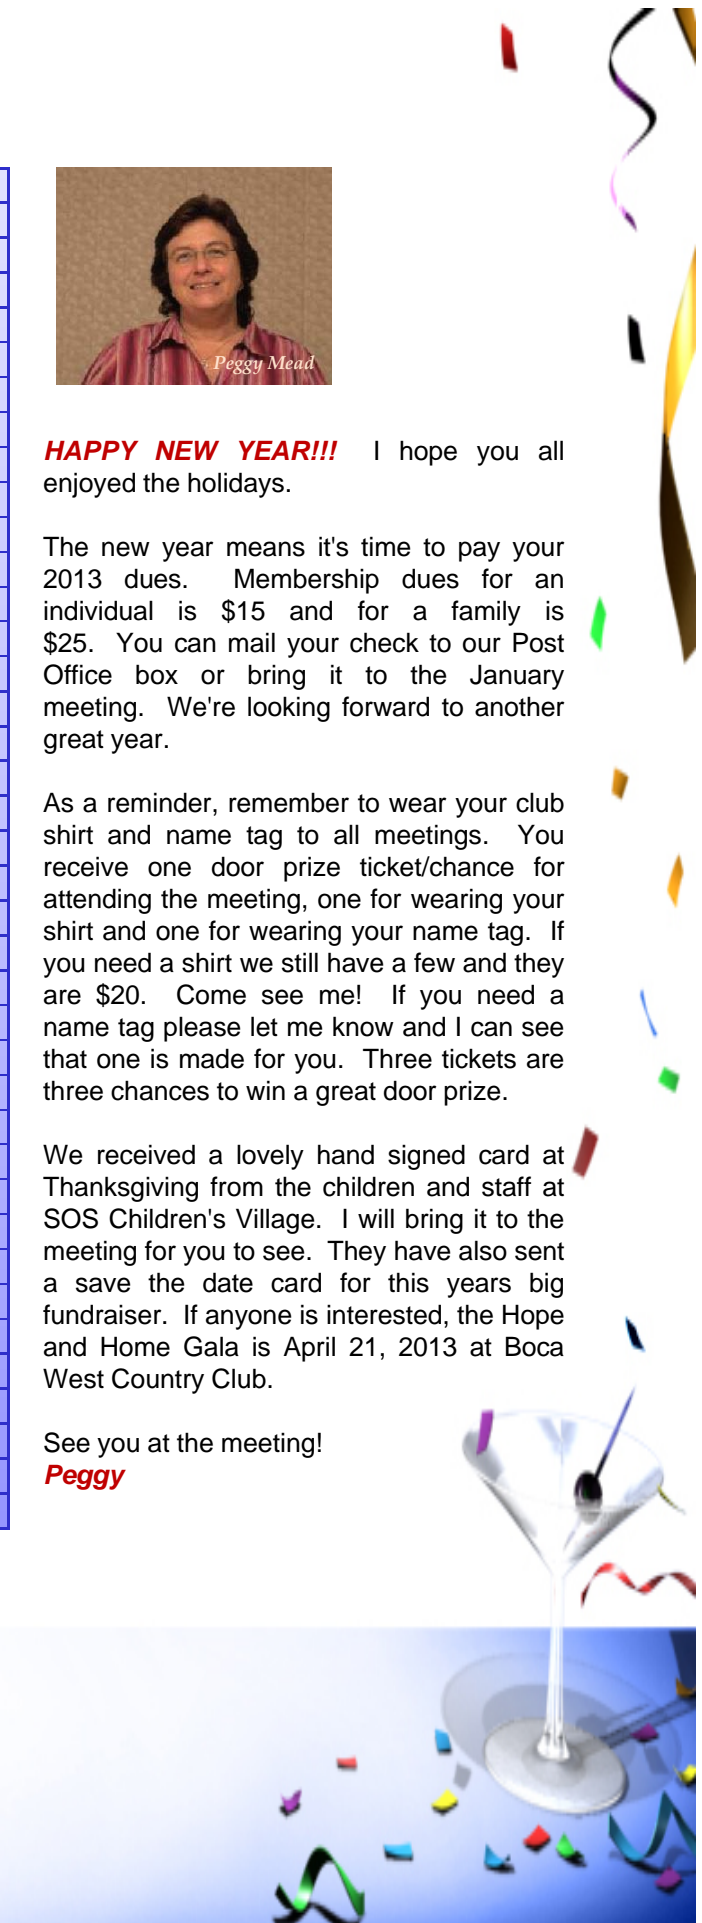 Peggy Mead
HAPPY NEW YEAR!!! I hope you all
enjoyed the holidays.
The new year means it's time to pay your
2013 dues. Membership dues for an
individual is $15 and for a family is
$25. You can mail your check to our Post
Office box or bring it to the January
meeting. We're looking forward to another
great year.
As a reminder, remember to wear your club
shirt and name tag to all meetings. You
receive one door prize ticket/chance for
attending the meeting, one for wearing your
shirt and one for wearing your name tag. If
you need a shirt we still have a few and they
are $20. Come see me! If you need a
name tag please let me know and I can see
that one is made for you. Three tickets are
three chances to win a great door prize.
We received a lovely hand signed card at
Thanksgiving from the children and staff at
SOS Children's Village. I will bring it to the
meeting for you to see. They have also sent
a save the date card for this years big
fundraiser. If anyone is interested, the Hope
and Home Gala is April 21, 2013 at Boca
West Country Club.
See you at the meeting!
Peggy